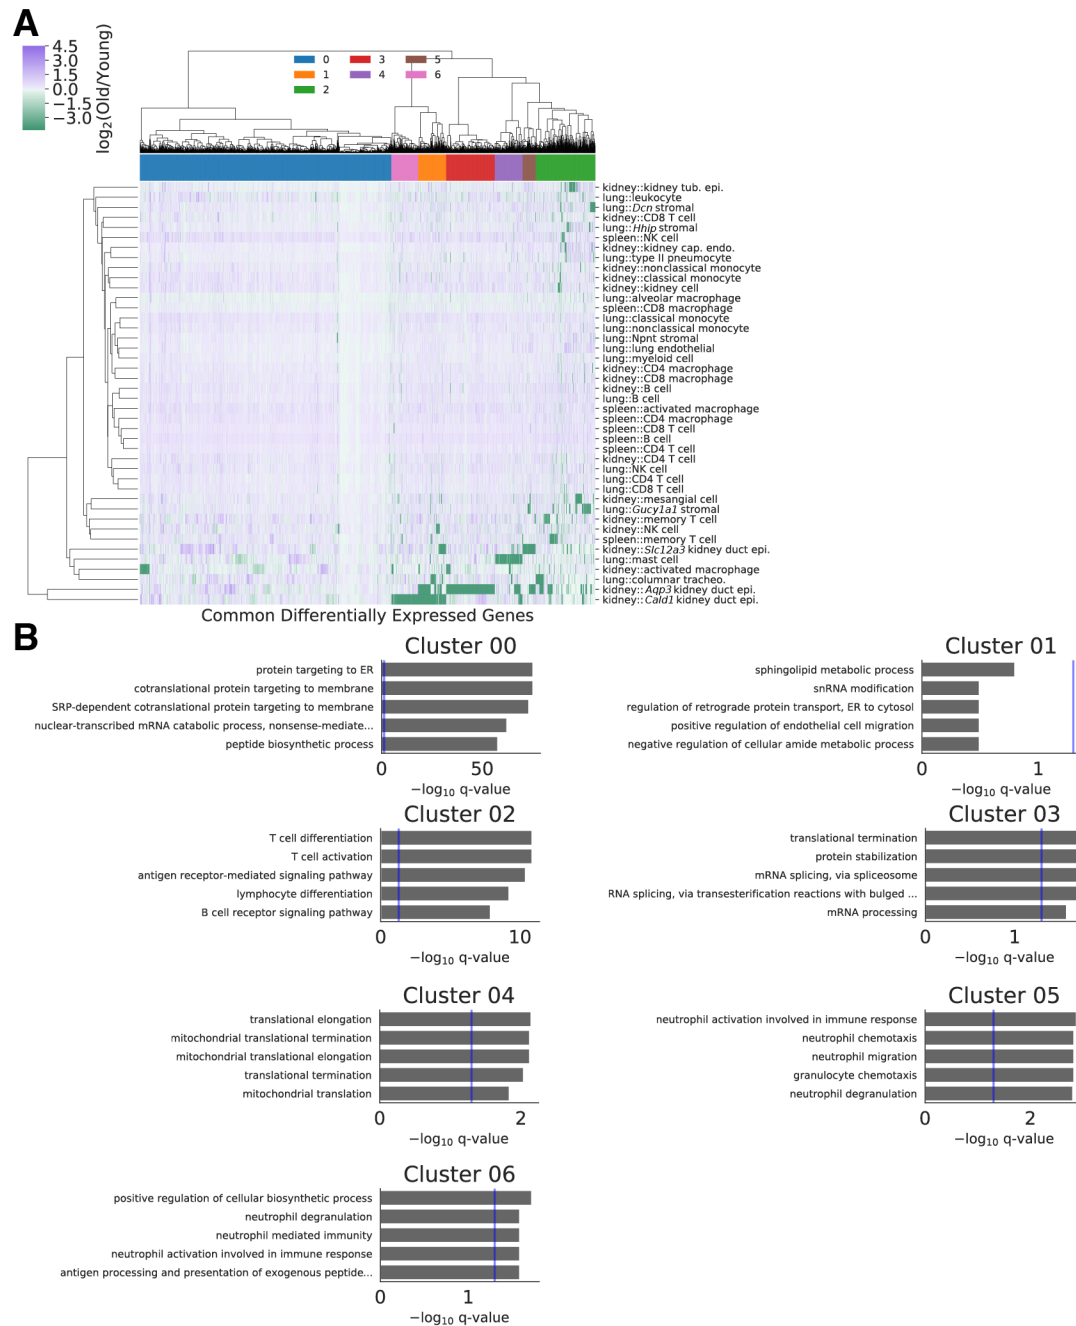 A
4.5
3.0
1.5
0.0
−1.5
−3.0
log2(Old/Young)
0 3 5
1 4 6
2
kidney::kidney tub. epi.
lung::leukocyte
lung::Dcn stromal
kidney::CD8 T cell
lung::Hhip stromal
spleen::NK cell
kidney::kidney cap. endo.
lung::type II pneumocyte
kidney::nonclassical monocyte
kidney::classical monocyte
kidney::kidney cell
lung::alveolar macrophage
spleen::CD8 macrophage
lung::classical monocyte
lung::nonclassical monocyte
lung::Npnt stromal
lung::lung endothelial
lung::myeloid cell
kidney::CD4 macrophage
kidney::CD8 macrophage
kidney::B cell
lung::B cell
spleen::activated macrophage
spleen::CD4 macrophage
spleen::CD8 T cell
spleen::B cell
spleen::CD4 T cell
kidney::CD4 T cell
lung::NK cell
lung::CD4 T cell
lung::CD8 T cell
kidney::mesangial cell
lung::Gucy1a1 stromal
kidney::memory T cell
kidney::NK cell
spleen::memory T cell
kidney::Slc12a3 kidney duct epi.
lung::mast cell
kidney::activated macrophage
lung::columnar tracheo.
kidney::Aqp3 kidney duct epi.
kidney::Cald1 kidney duct epi.
Common Differentially Expressed Genes
B
Cluster 00
protein targeting to ER
cotranslational protein targeting to membrane
SRP-dependent cotranslational protein targeting to membrane
nuclear-transcribed mRNA catabolic process, nonsense-mediate...
peptide biosynthetic process
0 50
−log10 q-value
Cluster 01
sphingolipid metabolic process
snRNA modification
regulation of retrograde protein transport, ER to cytosol
positive regulation of endothelial cell migration
negative regulation of cellular amide metabolic process
0 1
−log10 q-value
Cluster 02
T cell differentiation
T cell activation
antigen receptor-mediated signaling pathway
lymphocyte differentiation
B cell receptor signaling pathway
0 10
−log10 q-value
Cluster 03
translational termination
protein stabilization
mRNA splicing, via spliceosome
RNA splicing, via transesterification reactions with bulged ...
mRNA processing
0 1
−log10 q-value
Cluster 04
translational elongation
mitochondrial translational termination
mitochondrial translational elongation
translational termination
mitochondrial translation
0 2
−log10 q-value
Cluster 05
neutrophil activation involved in immune response
neutrophil chemotaxis
neutrophil migration
granulocyte chemotaxis
neutrophil degranulation
0 2
−log10 q-value
Cluster 06
positive regulation of cellular biosynthetic process
neutrophil degranulation
neutrophil mediated immunity
neutrophil activation involved in immune response
antigen processing and presentation of exogenous peptide...
0 1
−log10 q-value